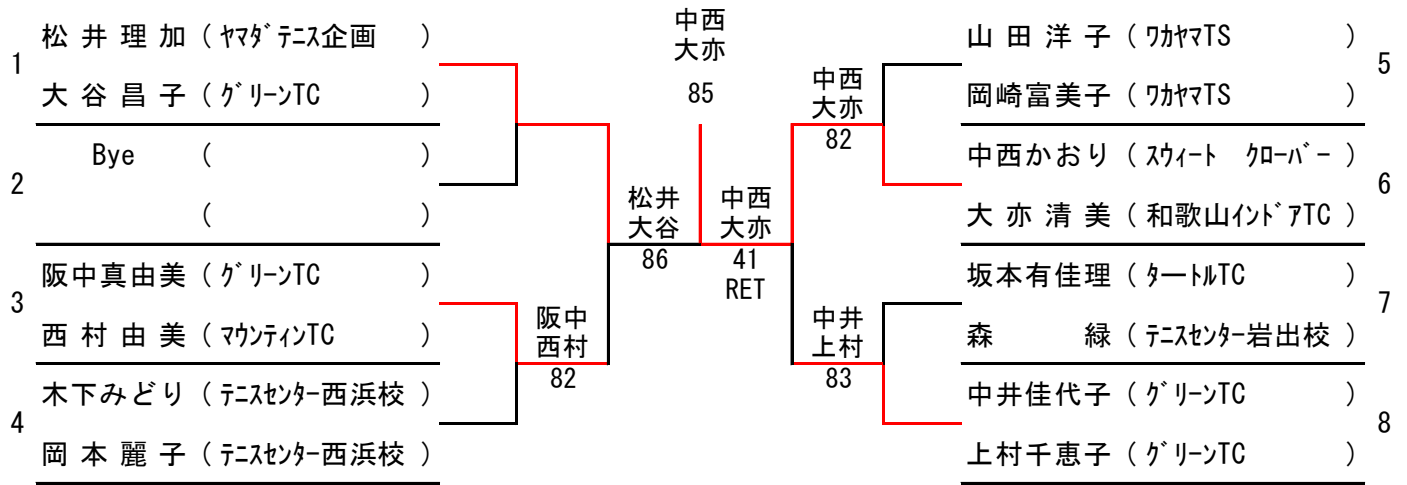 1
松井理加 (ﾔﾏﾀﾞﾃﾆｽ企画)
大谷昌子 (ｸﾞﾘｰﾝTC)
2
Bye ( )
( )
3
阪中真由美 (ｸﾞﾘｰﾝTC)
西村由美 (ﾏｳﾝﾃｨﾝTC)
4
木下みどり (ﾃﾆｽｾﾝﾀｰ西浜校)
岡本麗子 (ﾃﾆｽｾﾝﾀｰ西浜校)
阪中
西村
82
松井
大谷
86
中西
大亦
85
中西
大亦
41
RET
中西
大亦
82
中井
上村
83
山田洋子 (ﾜｶﾔﾏTS)
岡崎富美子 (ﾜｶﾔﾏTS)
5
中西かおり (ｽｳｨｰﾄ ｸﾛｰﾊﾞｰ)
大亦清美 (和歌山ｲﾝﾄﾞｱTC)
6
坂本有佳理 (ﾀｰﾄﾙTC)
森 緑 (ﾃﾆｽｾﾝﾀｰ岩出校)
7
中井佳代子 (ｸﾞﾘｰﾝTC)
上村千恵子 (ｸﾞﾘｰﾝTC)
8